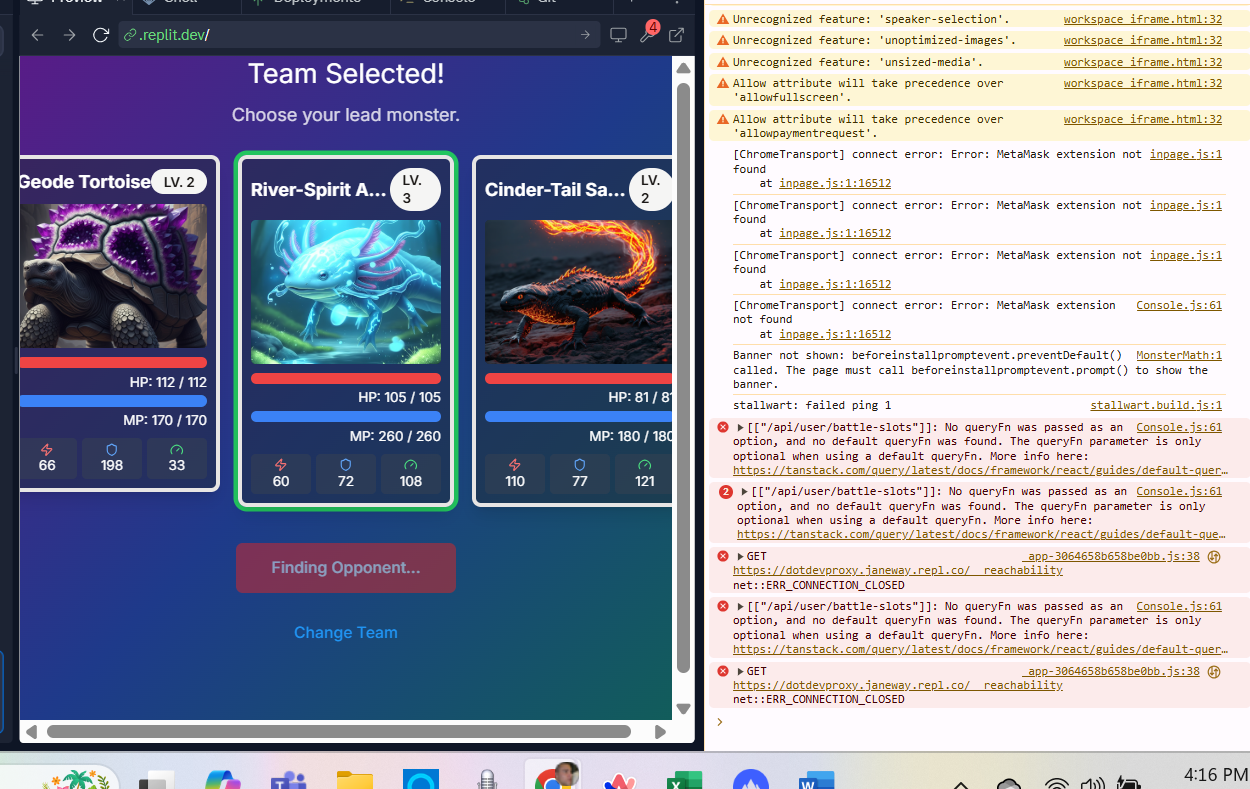 Preview
Shell
Deployments
Console
Git
.replit.dev/
4
Team Selected!
Choose your lead monster.
Geode Tortoise
LV. 2
HP: 112 / 112
MP: 170 / 170
66
198
33
River-Spirit A...
LV.
3
HP: 105 / 105
MP: 260 / 260
60
72
108
Cinder-Tail Sa...
LV.
2
HP: 81 / 81
MP: 180 / 180
110
77
121
Finding Opponent...
Change Team
Unrecognized feature: 'speaker-selection'. workspace iframe.html:32
Unrecognized feature: 'unoptimized-images'. workspace iframe.html:32
Unrecognized feature: 'unsized-media'. workspace iframe.html:32
Allow attribute will take precedence over workspace iframe.html:32
'allowfullscreen'.
Allow attribute will take precedence over workspace iframe.html:32
'allowpaymentrequest'.
[ChromeTransport] connect error: Error: MetaMask extension not inpage.js:1
found
at inpage.js:1:16512
[ChromeTransport] connect error: Error: MetaMask extension not inpage.js:1
found
at inpage.js:1:16512
[ChromeTransport] connect error: Error: MetaMask extension not inpage.js:1
found
at inpage.js:1:16512
[ChromeTransport] connect error: Error: MetaMask extension Console.js:61
not found
at inpage.js:1:16512
Banner not shown: beforeinstallpromptevent.preventDefault() MonsterMath:1
called. The page must call beforeinstallpromptevent.prompt() to show the
banner.
stallwart: failed ping 1 stallwart.build.js:1
[["/api/user/battle-slots"]]: No queryFn was passed as an Console.js:61
option, and no default queryFn was found. The queryFn parameter is only
optional when using a default queryFn. More info here:
https://tanstack.com/query/latest/docs/framework/react/guides/default-quer…
2 [["/api/user/battle-slots"]]: No queryFn was passed as an Console.js:61
option, and no default queryFn was found. The queryFn parameter is only
optional when using a default queryFn. More info here:
https://tanstack.com/query/latest/docs/framework/react/guides/default-que…
GET _app-3064658b658be0bb.js:38
https://dotdevproxy.janeway.repl.co/__reachability
net::ERR_CONNECTION_CLOSED
[["/api/user/battle-slots"]]: No queryFn was passed as an Console.js:61
option, and no default queryFn was found. The queryFn parameter is only
optional when using a default queryFn. More info here:
https://tanstack.com/query/latest/docs/framework/react/guides/default-quer…
GET _app-3064658b658be0bb.js:38
https://dotdevproxy.janeway.repl.co/__reachability
net::ERR_CONNECTION_CLOSED
4:16 PM